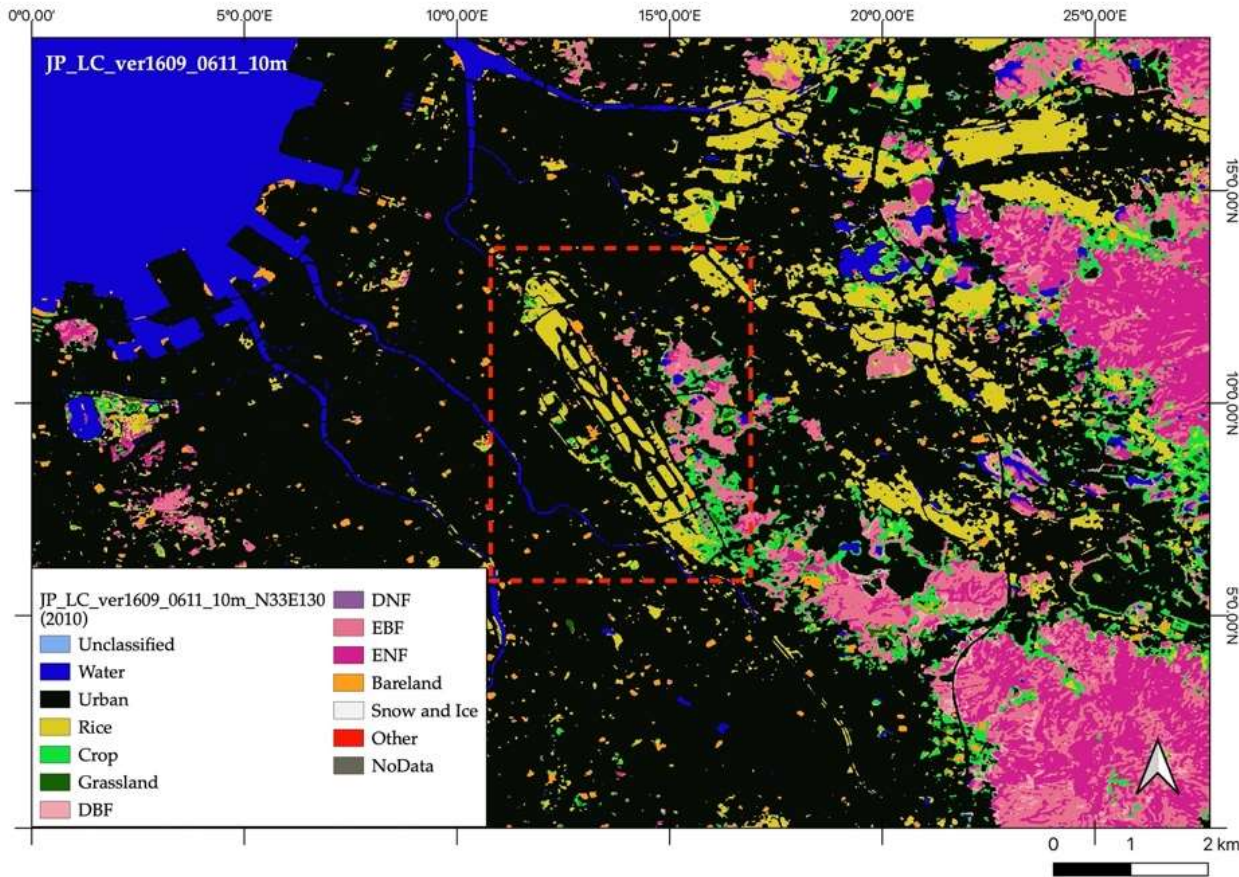 0°0.00' 5°0.00'E 10°0.00'E 15°0.00'E 20°0.00'E 25°0.00'E
JP_LC_ver1609_0611_10m
15°0.00'N
10°0.00'N
5°0.00'N
JP_LC_ver1609_0611_10m_N33E130
(2010)
Unclassified
Water
Urban
Rice
Crop
Grassland
DBF
DNF
EBF
ENF
Bareland
Snow and Ice
Other
NoData
0 1 2 km